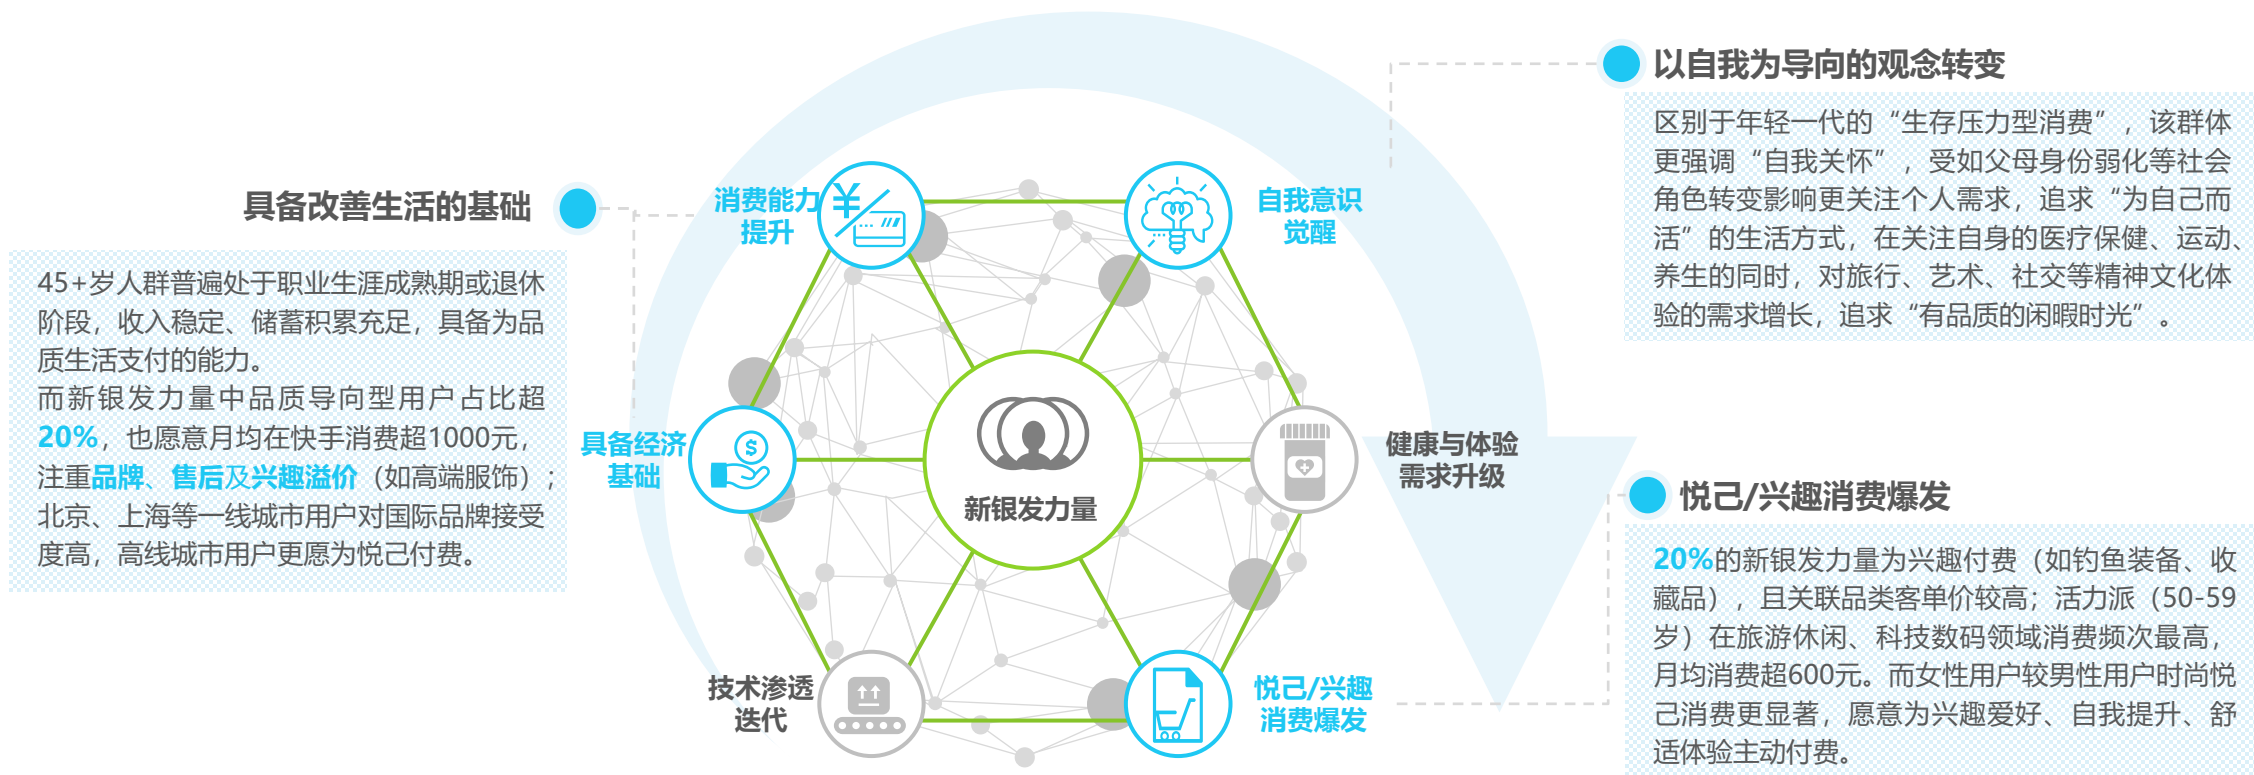 具备改善生活的基础
45+岁人群普遍处于职业生涯成熟期或退休
阶段，收入稳定、储蓄积累充足，具备为品
质生活支付的能力。
而新银发力量中品质导向型用户占比超
20%，也愿意月均在快手消费超1000元，
注重品牌、售后及兴趣溢价（如高端服饰）；
北京、上海等一线城市用户对国际品牌接受
度高，高线城市用户更愿为悦己付费。
消费能力
提升
¥
自我意识
觉醒
具备经济
基础
$
新银发力量
健康与体验
需求升级
技术渗透
迭代
悦己/兴趣
消费爆发
以自我为导向的观念转变
区别于年轻一代的“生存压力型消费”，该群体
更强调“自我关怀”，受如父母身份弱化等社会
角色转变影响更关注个人需求，追求“为自己而
活”的生活方式，在关注自身的医疗保健、运动、
养生的同时，对旅行、艺术、社交等精神文化体
验的需求增长，追求“有品质的闲暇时光”。
悦己/兴趣消费爆发
20%的新银发力量为兴趣付费（如钓鱼装备、收
藏品），且关联品类客单价较高；活力派（50-59
岁）在旅游休闲、科技数码领域消费频次最高，
月均消费超600元。而女性用户较男性用户时尚悦
己消费更显著，愿意为兴趣爱好、自我提升、舒
适体验主动付费。